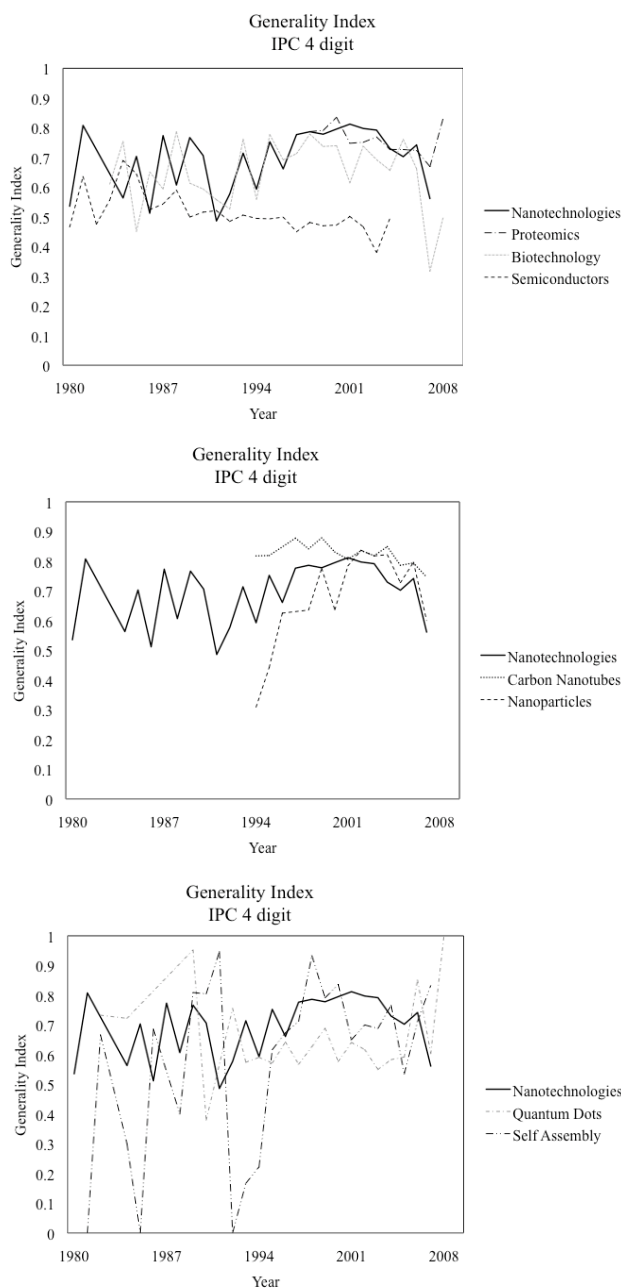 Generality Index
IPC 4 digit
1
0.9
0.8
0.7
0.6
0.5
0.4
0.3
0.2
0.1
0
Generality Index
1980 1987 1994 2001 2008
Year
Nanotechnologies
Proteomics
Biotechnology
Semiconductors
Generality Index
IPC 4 digit
1
0.9
0.8
0.7
0.6
0.5
0.4
0.3
0.2
0.1
0
Generality Index
1980 1987 1994 2001 2008
Year
Nanotechnologies
Carbon Nanotubes
Nanoparticles
Generality Index
IPC 4 digit
1
0.9
0.8
0.7
0.6
0.5
0.4
0.3
0.2
0.1
0
Generality Index
1980 1987 1994 2001 2008
Year
Nanotechnologies
Quantum Dots
Self Assembly